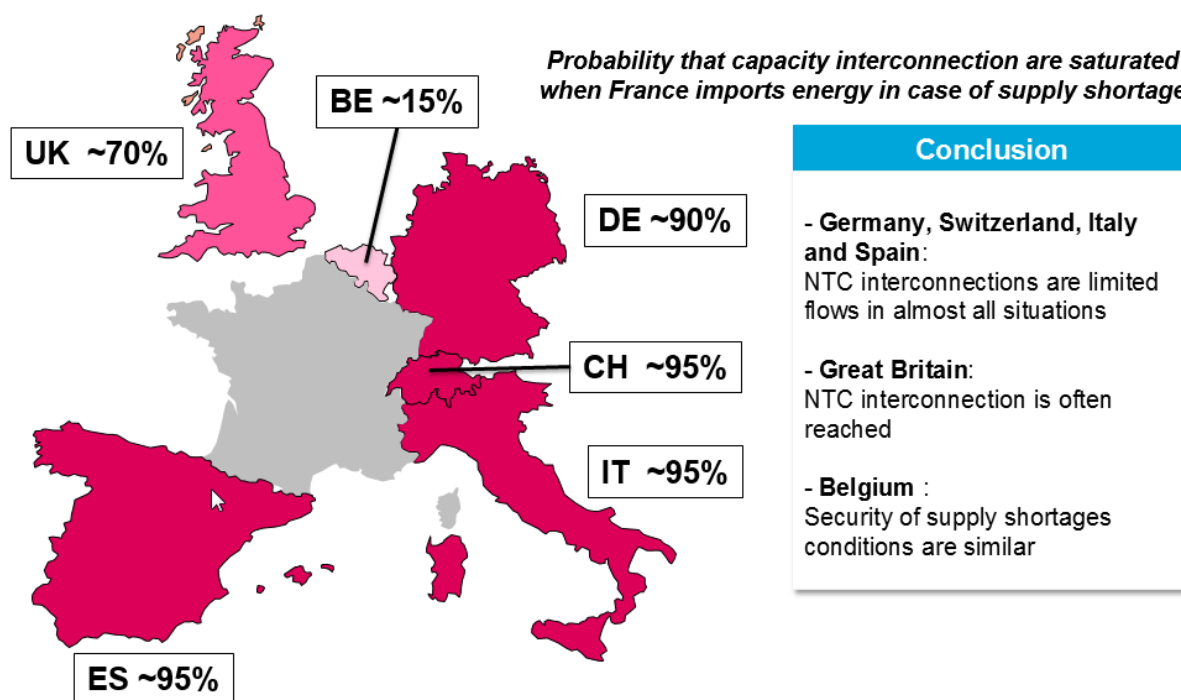 Probability that capacity interconnection are saturated
when France imports energy in case of supply shortage
BE ~15%
UK ~70%
DE ~90%
CH ~95%
IT ~95%
ES ~95%
Conclusion
- Germany, Switzerland, Italy
and Spain:
NTC interconnections are limited
flows in almost all situations
- Great Britain:
NTC interconnection is often
reached
- Belgium :
Security of supply shortages
conditions are similar